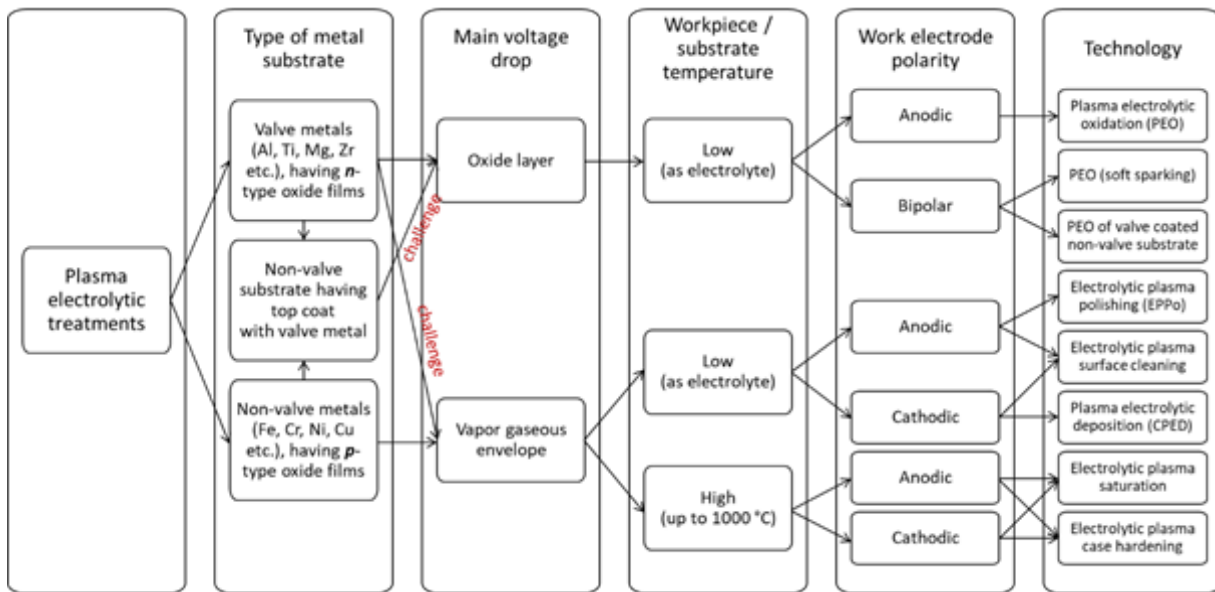 Type of metal
substrate
Main voltage
drop
Workpiece /
substrate
temperature
Work electrode
polarity
Technology
Plasma
electrolytic
treatments
Valve metals
(Al, Ti, Mg, Zr
etc.), having n-
type oxide films
Non-valve
substrate having
top coat
with valve metal
Non-valve metals
(Fe, Cr, Ni, Cu
etc.), having p-
type oxide films
challenge
challenge
Oxide layer
Vapor gaseous
envelope
Low
(as electrolyte)
Low
(as electrolyte)
High
(up to 1000 °C)
Anodic
Bipolar
Anodic
Cathodic
Anodic
Cathodic
Plasma electrolytic
oxidation (PEO)
PEO (soft sparking)
PEO of valve coated
non-valve substrate
Electrolytic plasma
polishing (EPPo)
Electrolytic plasma
surface cleaning
Plasma electrolytic
deposition (CPED)
Electrolytic plasma
saturation
Electrolytic plasma
case hardening